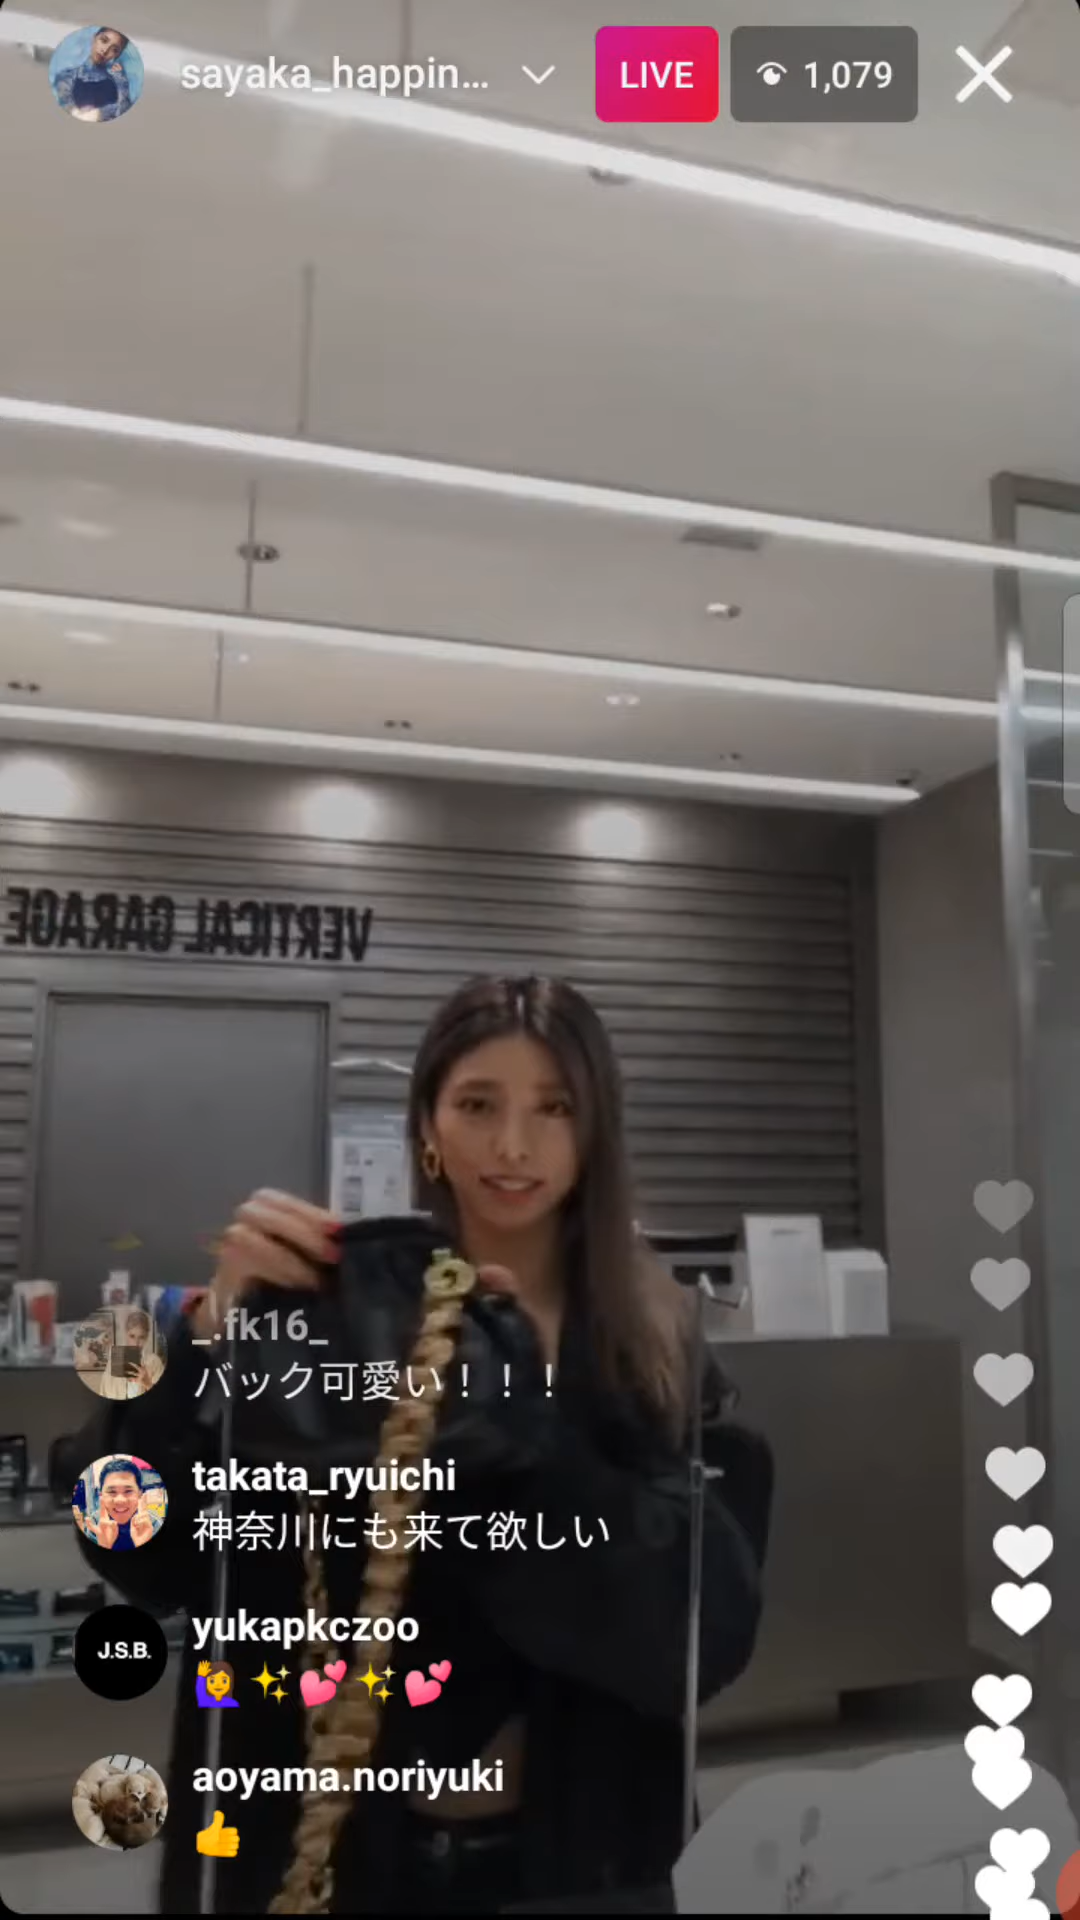 sayaka_happin...
LIVE
1,079
VERTICAL GARAGE
_.fk16_
バック可愛い！！！
takata_ryuichi
神奈川にも来て欲しい
J.S.B.
yukapkczoo
🙋‍♀️✨💕✨💕
aoyama.noriyuki
👍